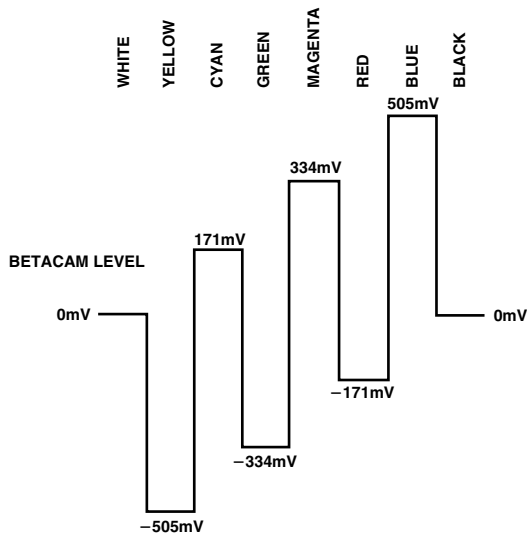 WHITE
YELLOW
CYAN
GREEN
MAGENTA
RED
BLUE
BLACK
505mV
334mV
171mV
BETACAM LEVEL
0mV
0mV
−171mV
−334mV
−505mV